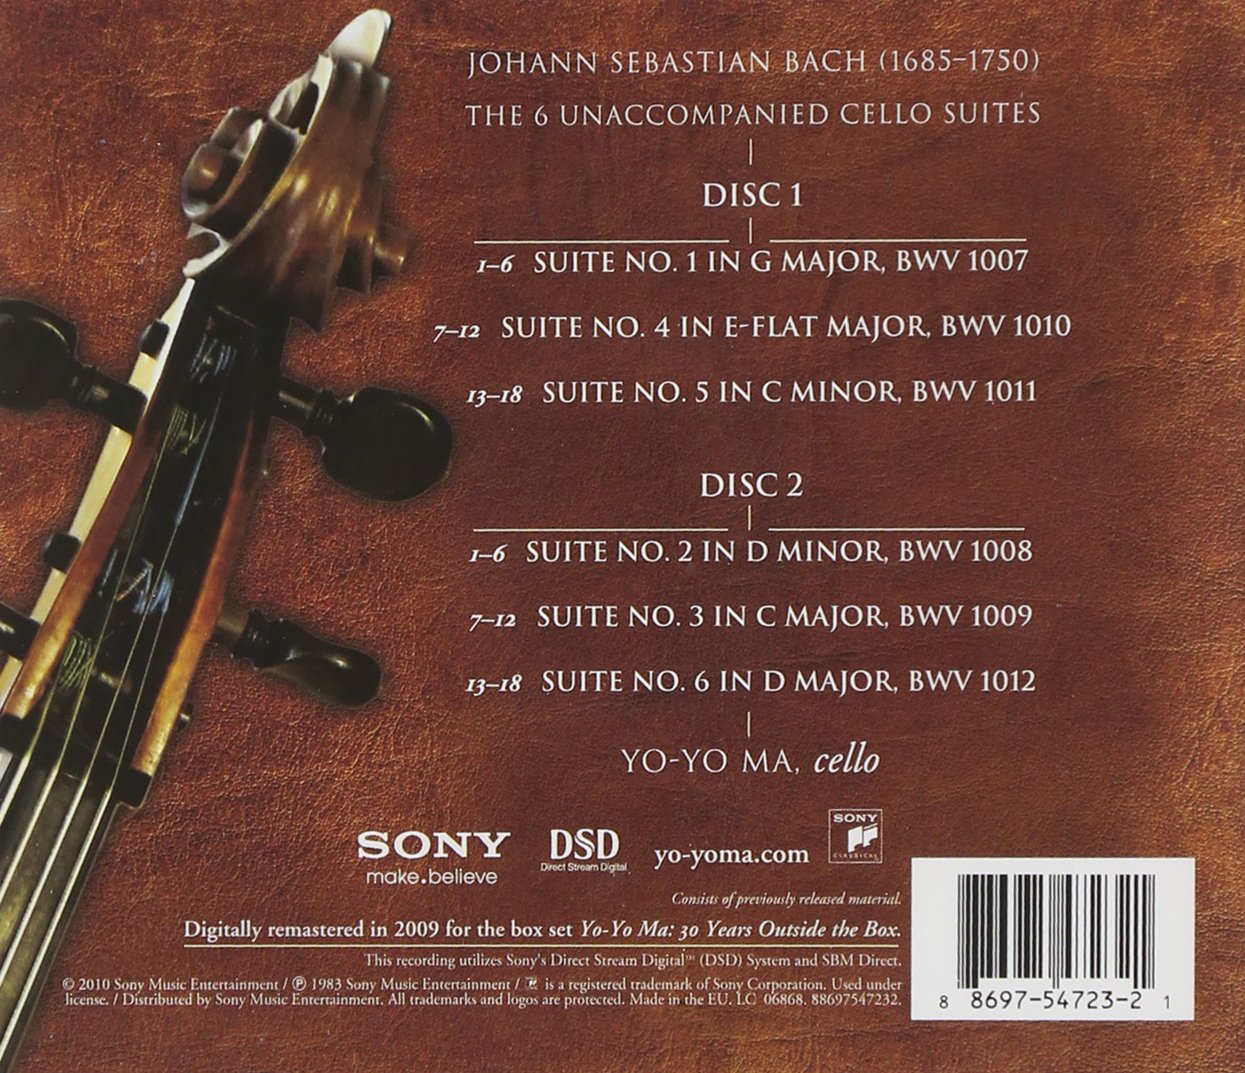 JOHANN SEBASTIAN BACH (1685–1750)
THE 6 UNACCOMPANIED CELLO SUITES
DISC 1
1–6 SUITE NO. 1 IN G MAJOR, BWV 1007
7–12 SUITE NO. 4 IN E-FLAT MAJOR, BWV 1010
13–18 SUITE NO. 5 IN C MINOR, BWV 1011
DISC 2
1–6 SUITE NO. 2 IN D MINOR, BWV 1008
7–12 SUITE NO. 3 IN C MAJOR, BWV 1009
13–18 SUITE NO. 6 IN D MAJOR, BWV 1012
YO-YO MA, cello
SONY
make.believe
DSD
Direct Stream Digital
yo-yoma.com
SONY
CLASSICAL
Consists of previously released material.
Digitally remastered in 2009 for the box set Yo-Yo Ma: 30 Years Outside the Box.
This recording utilizes Sony's Direct Stream Digital™ (DSD) System and SBM Direct.
© 2010 Sony Music Entertainment / ℗ 1983 Sony Music Entertainment / is a registered trademark of Sony Corporation. Used under
license. / Distributed by Sony Music Entertainment. All trademarks and logos are protected. Made in the EU. LC 06868. 88697547232.
8 8697-54723-2 1